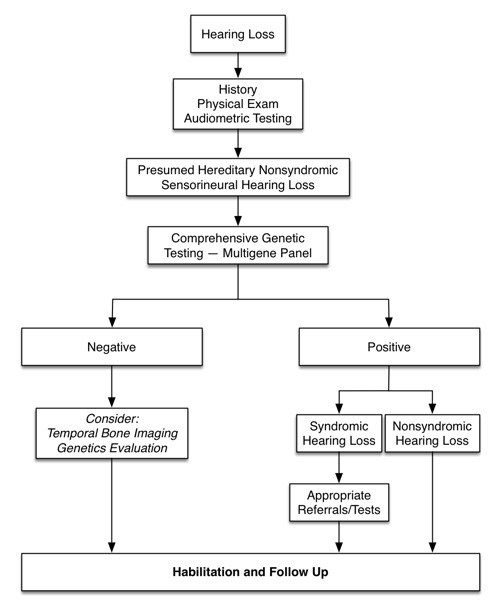 Hearing Loss
History
Physical Exam
Audiometric Testing
Presumed Hereditary Nonsyndromic
Sensorineural Hearing Loss
Comprehensive Genetic
Testing — Multigene Panel
Negative
Positive
Consider:
Temporal Bone Imaging
Genetics Evaluation
Syndromic
Hearing Loss
Nonsyndromic
Hearing Loss
Appropriate
Referrals/Tests
Habilitation and Follow Up